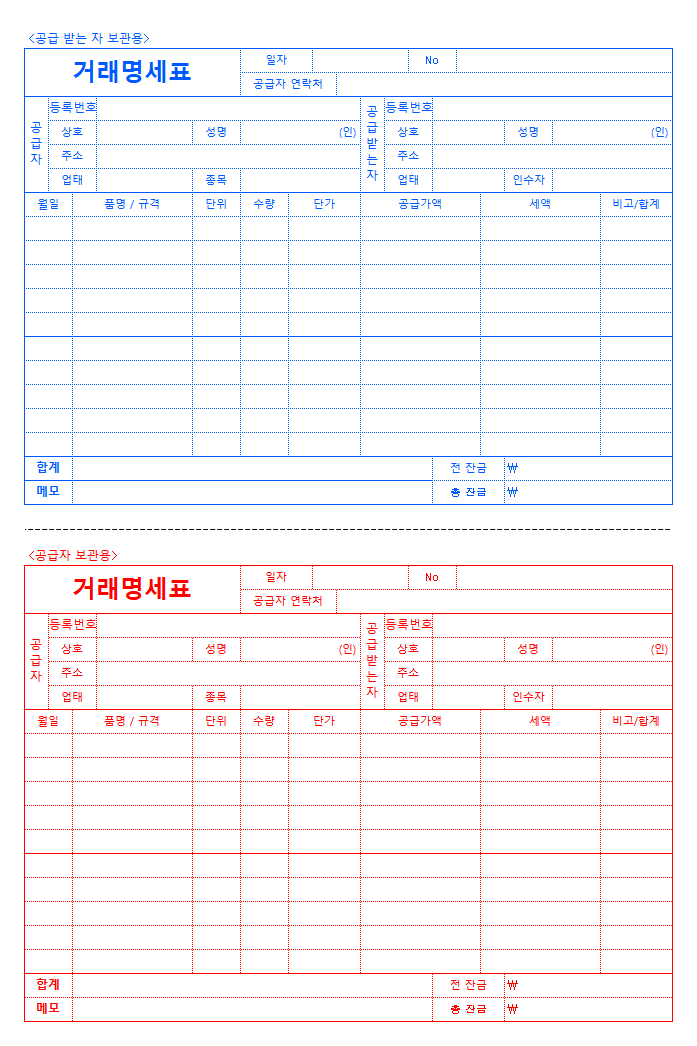 <공급 받는 자 보관용>
거래명세표 일자 No
공급자 연락처
공급자 등록번호 공급받는자 등록번호
상호 성명 (인) 상호 성명 (인)
주소 주소
업태 종목 업태 인수자
월일 품명 / 규격 단위 수량 단가 공급가액 세액 비고/합계
합계 전 잔금 ₩
메모 총 잔금 ₩
<공급자 보관용>
거래명세표 일자 No
공급자 연락처
공급자 등록번호 공급받는자 등록번호
상호 성명 (인) 상호 성명 (인)
주소 주소
업태 종목 업태 인수자
월일 품명 / 규격 단위 수량 단가 공급가액 세액 비고/합계
합계 전 잔금 ₩
메모 총 잔금 ₩